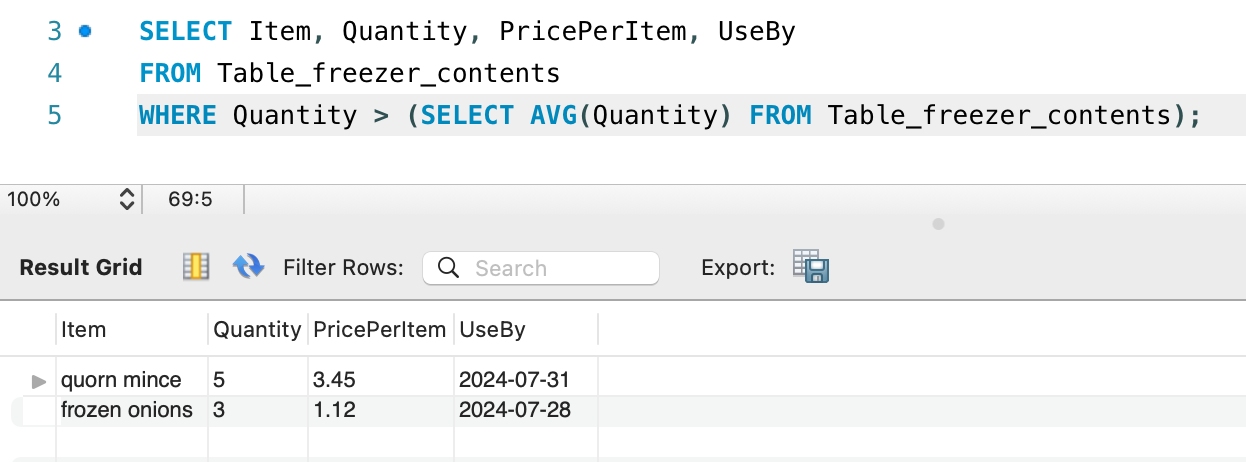 3 SELECT Item, Quantity, PricePerItem, UseBy
4 FROM Table_freezer_contents
5 WHERE Quantity > (SELECT AVG(Quantity) FROM Table_freezer_contents);
100% 69:5
Result Grid Filter Rows: Search Export:
Item Quantity PricePerItem UseBy
quorn mince 5 3.45 2024-07-31
frozen onions 3 1.12 2024-07-28